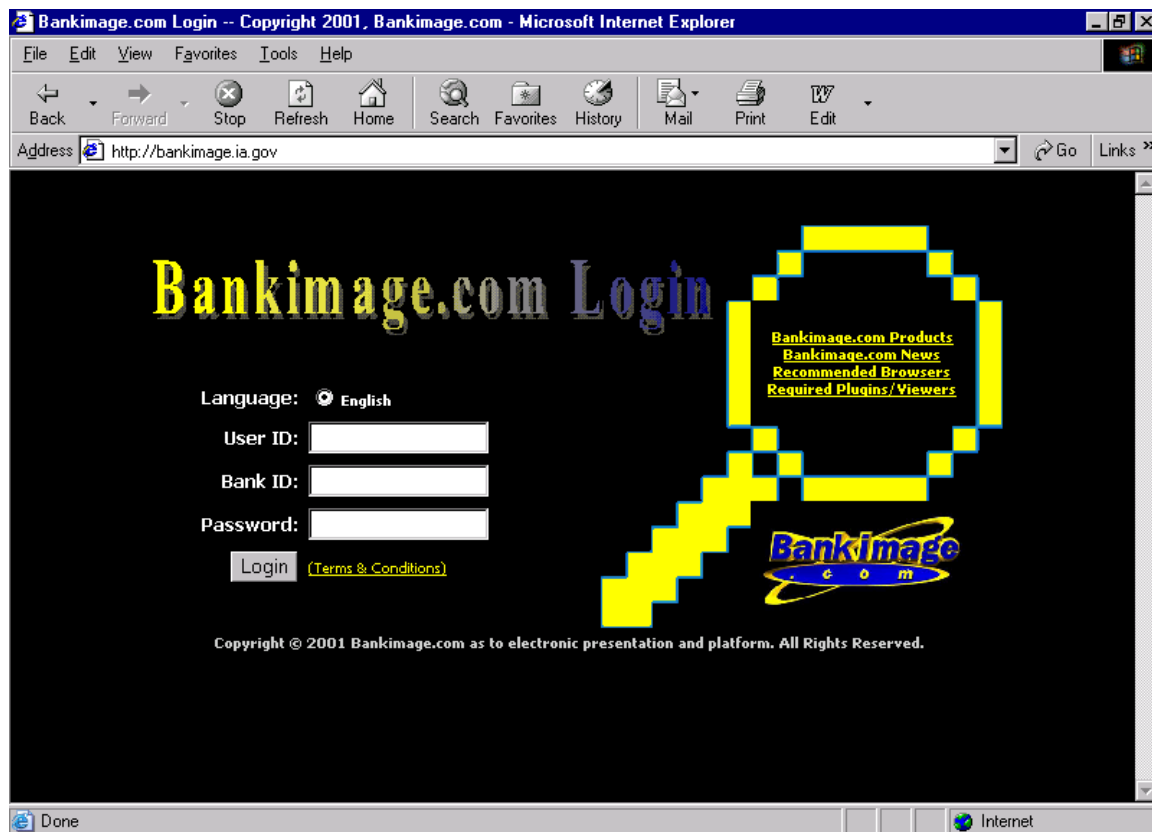 Bankimage.com Login -- Copyright 2001, Bankimage.com - Microsoft Internet Explorer
File Edit View Favorites Tools Help
Back Forward Stop Refresh Home Search Favorites History Mail Print Edit
Address http://bankimage.ia.gov Go Links »
Bankimage.com Login
Bankimage.com Products
Bankimage.com News
Recommended Browsers
Required Plugins/Viewers
Language: English
User ID:
Bank ID:
Password:
Login (Terms & Conditions)
BankImage
.com
Copyright © 2001 Bankimage.com as to electronic presentation and platform. All Rights Reserved.
Done Internet